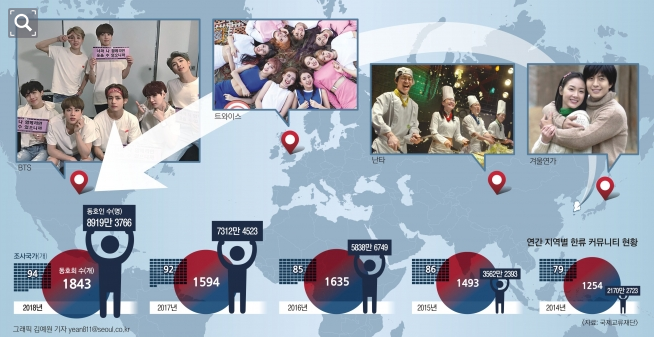 BTS
트와이스
난타
겨울연가
연간 지역별 한류 커뮤니티 현황
조사국가(개)
94
동호회 수(개)
1843
동호인 수(명)
8919만 3766
2018년
92
1594
7312만 4523
2017년
85
1635
5838만 6749
2016년
86
1493
3562만 2393
2015년
79
1254
2170만 2723
2014년
그래픽 김예원 기자 yean811@seoul.co.kr
(자료: 국제교류재단)